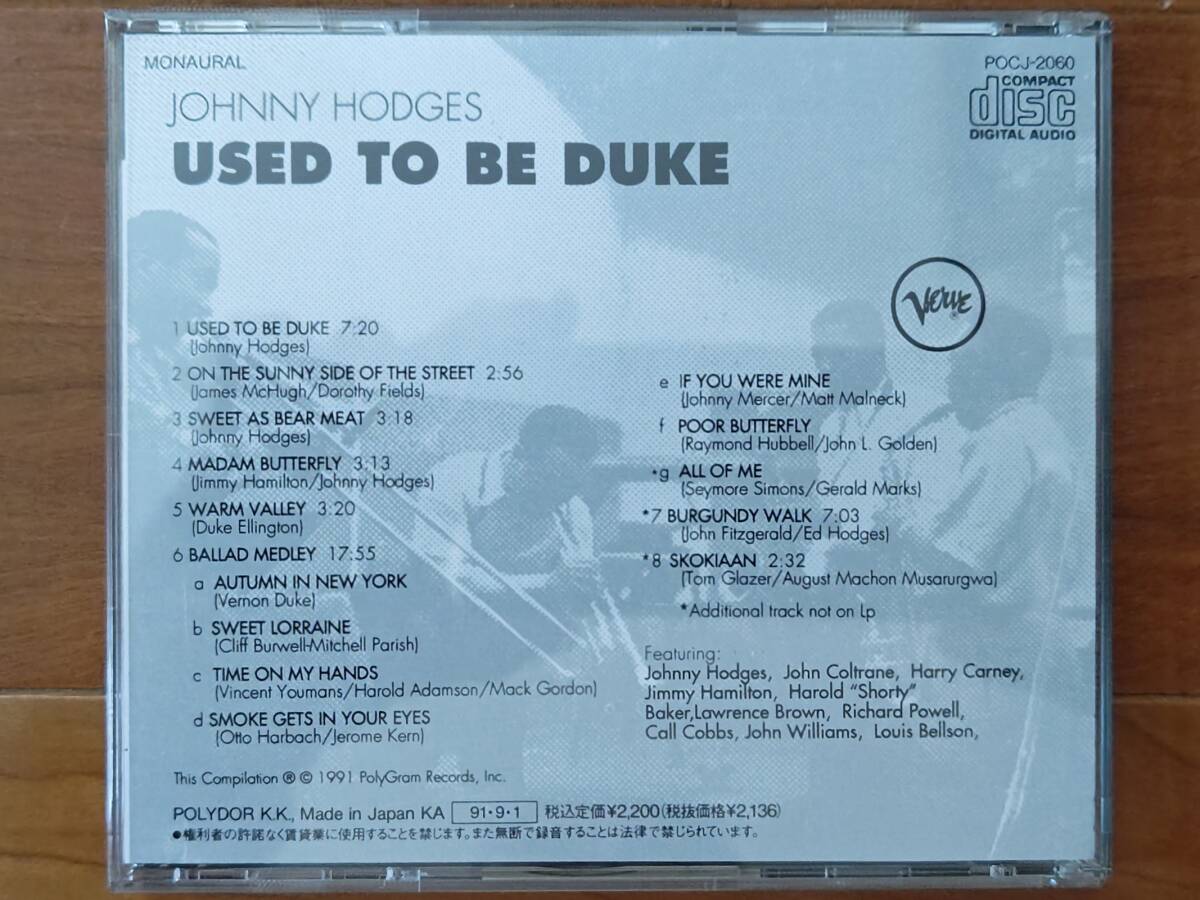 MONAURAL
POCJ-2060
COMPACT
disc
DIGITAL AUDIO
JOHNNY HODGES
USED TO BE DUKE
Verve
1 USED TO BE DUKE 7:20
(Johnny Hodges)
2 ON THE SUNNY SIDE OF THE STREET 2:56
(James McHugh/Dorothy Fields)
3 SWEET AS BEAR MEAT 3:18
(Johnny Hodges)
4 MADAM BUTTERFLY 3:13
(Jimmy Hamilton/Johnny Hodges)
5 WARM VALLEY 3:20
(Duke Ellington)
6 BALLAD MEDLEY 17:55
a AUTUMN IN NEW YORK
(Vernon Duke)
b SWEET LORRAINE
(Cliff Burwell-Mitchell Parish)
c TIME ON MY HANDS
(Vincent Youmans/Harold Adamson/Mack Gordon)
d SMOKE GETS IN YOUR EYES
(Otto Harbach/Jerome Kern)
e IF YOU WERE MINE
(Johnny Mercer/Matt Malneck)
f POOR BUTTERFLY
(Raymond Hubbell/John L. Golden)
*g ALL OF ME
(Seymore Simons/Gerald Marks)
*7 BURGUNDY WALK 7:03
(John Fitzgerald/Ed Hodges)
*8 SKOKIAAN 2:32
(Tom Glazer/August Machon Musarurgwa)
*Additional track not on Lp
Featuring:
Johnny Hodges, John Coltrane, Harry Carney,
Jimmy Hamilton, Harold "Shorty"
Baker,Lawrence Brown, Richard Powell,
Call Cobbs, John Williams, Louis Bellson,
This Compilation ® © 1991 PolyGram Records, Inc.
POLYDOR K.K., Made in Japan KA 91・9・1 税込定価¥2,200(税抜価格¥2,136)
●権利者の許諾なく賃貸業に使用することを禁じます。また無断で録音することは法律で禁じられています。